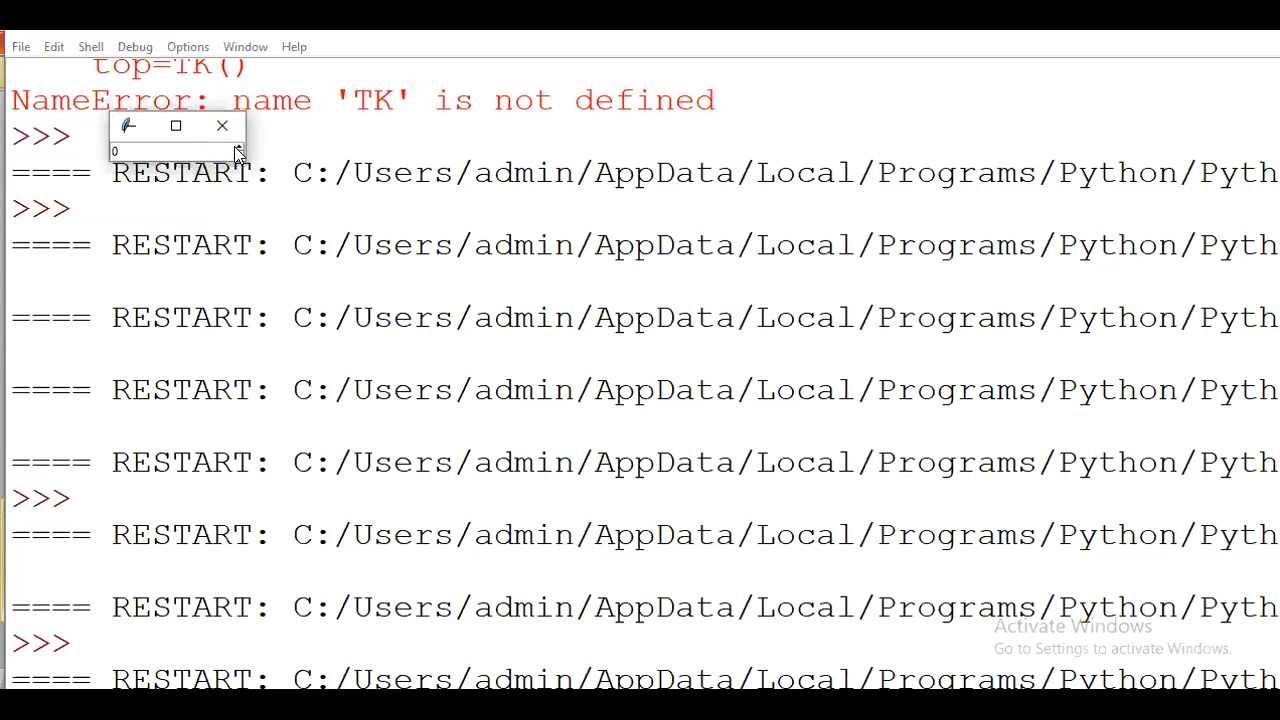 File Edit Shell Debug Options Window Help
top=TK()
NameError: name 'TK' is not defined
>>>
0
==== RESTART: C:/Users/admin/AppData/Local/Programs/Python/Pyth
>>>
==== RESTART: C:/Users/admin/AppData/Local/Programs/Python/Pyth
==== RESTART: C:/Users/admin/AppData/Local/Programs/Python/Pyth
==== RESTART: C:/Users/admin/AppData/Local/Programs/Python/Pyth
==== RESTART: C:/Users/admin/AppData/Local/Programs/Python/Pyth
>>>
==== RESTART: C:/Users/admin/AppData/Local/Programs/Python/Pyth
==== RESTART: C:/Users/admin/AppData/Local/Programs/Python/Pyth
Activate Windows
>>>
Go to Settings to activate Windows.
==== RESTART: C:/Users/admin/AppData/Local/Programs/Python/Pyth